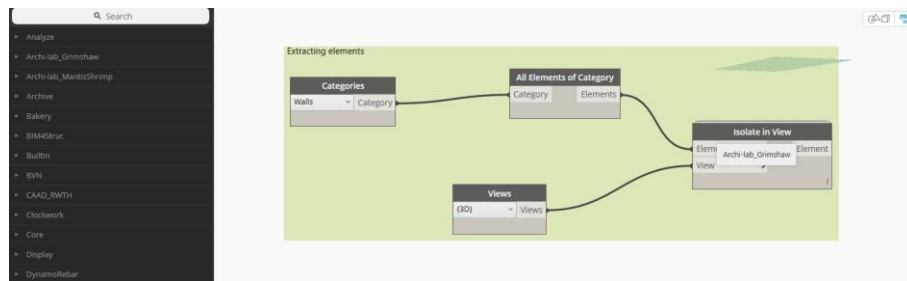 Search
Analyze
Archi-lab_Grimshaw
Archi-lab_MantisShrimp
Archive
Bakery
BIM4Struc
Builtin
BVN
CAAD_RWTH
Clockwork
Core
Display
DynamoRebar
Extracting elements
Categories
Walls Category
All Elements of Category
Category Elements
Views
{3D} Views
Isolate in View
Elem Archi-lab_Grimshaw Element
View